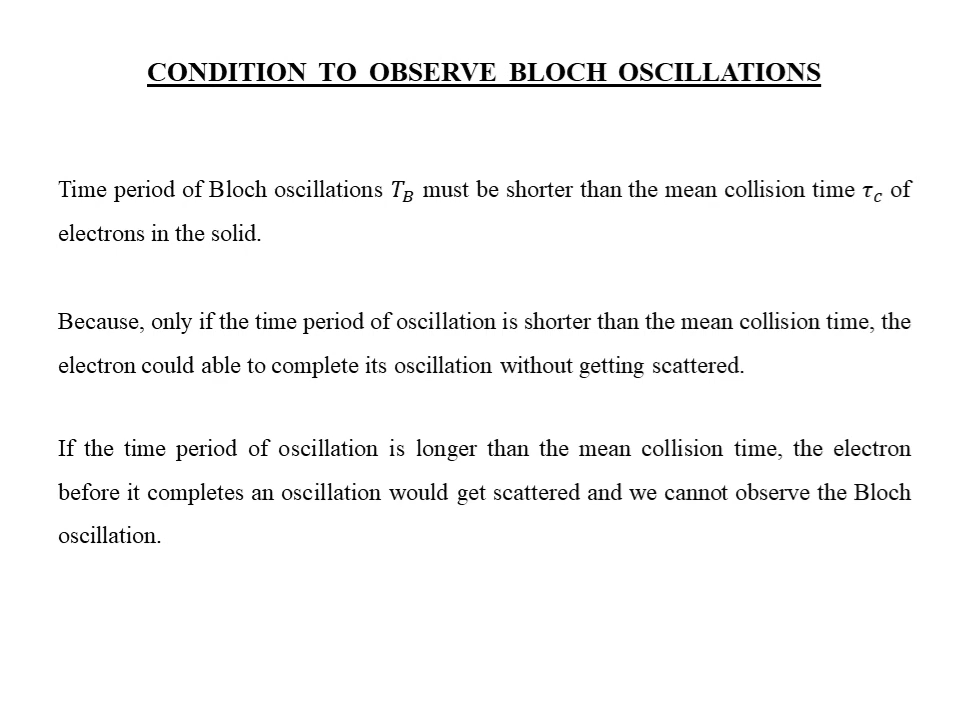 CONDITION TO OBSERVE BLOCH OSCILLATIONS
Time period of Bloch oscillations 𝑇𝐵 must be shorter than the mean collision time 𝜏𝑐 of
electrons in the solid.
Because, only if the time period of oscillation is shorter than the mean collision time, the
electron could able to complete its oscillation without getting scattered.
If the time period of oscillation is longer than the mean collision time, the electron
before it completes an oscillation would get scattered and we cannot observe the Bloch
oscillation.